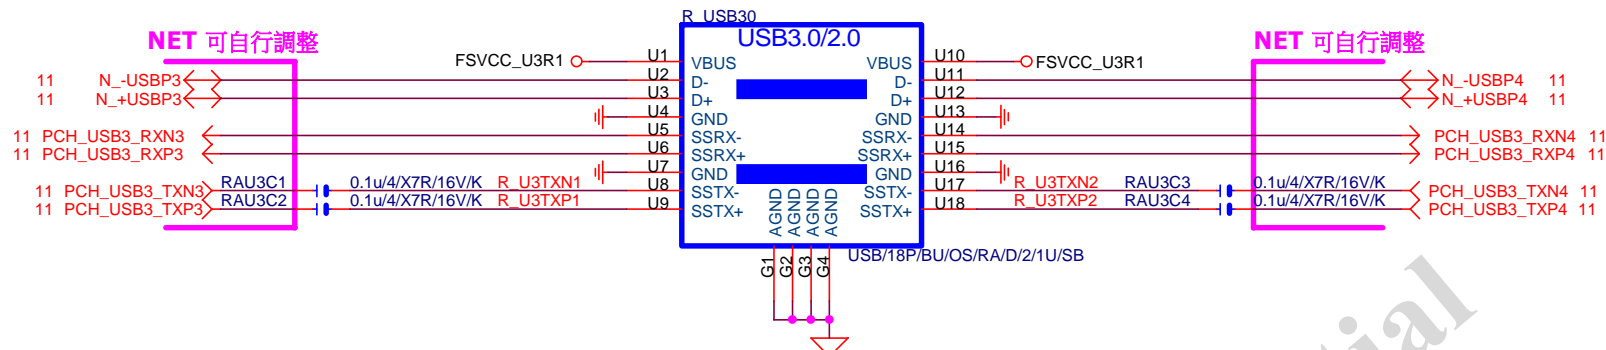 R_USB30
USB3.0/2.0
NET 可自行調整
NET 可自行調整
FSVCC_U3R1 U1 VBUS VBUS U10 FSVCC_U3R1
11 N_-USBP3 U2 D- D- U11 N_-USBP4 11
11 N_+USBP3 U3 D+ D+ U12 N_+USBP4 11
U4 GND GND U13
11 PCH_USB3_RXN3 U5 SSRX- SSRX- U14 PCH_USB3_RXN4 11
11 PCH_USB3_RXP3 U6 SSRX+ SSRX+ U15 PCH_USB3_RXP4 11
U7 GND GND U16
11 PCH_USB3_TXN3 RAU3C1 0.1u/4/X7R/16V/K R_U3TXN1 U8 SSTX- SSTX- U17 R_U3TXN2 RAU3C3 0.1u/4/X7R/16V/K PCH_USB3_TXN4 11
11 PCH_USB3_TXP3 RAU3C2 0.1u/4/X7R/16V/K R_U3TXP1 U9 SSTX+ SSTX+ U18 R_U3TXP2 RAU3C4 0.1u/4/X7R/16V/K PCH_USB3_TXP4 11
AGND AGND AGND AGND
G1 G2 G3 G4
USB/18P/BU/OS/RA/D/2/1U/SB
tial